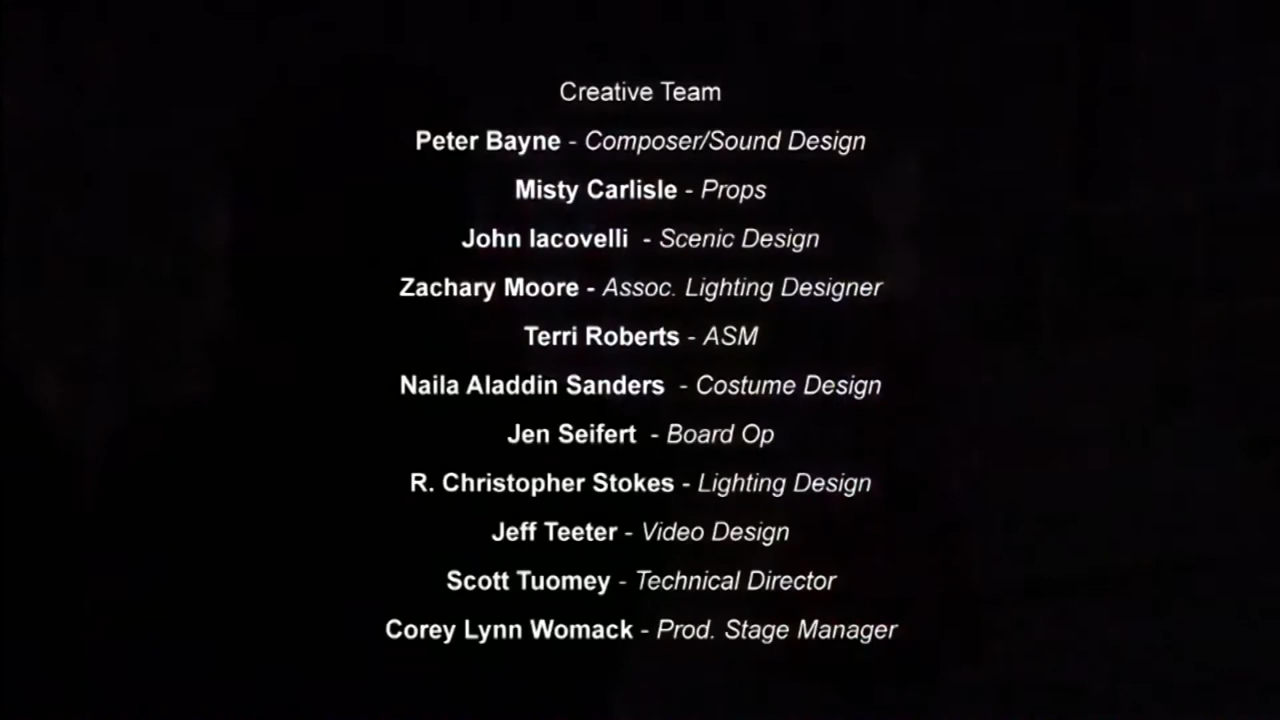 Creative Team
Peter Bayne - Composer/Sound Design
Misty Carlisle - Props
John Iacovelli - Scenic Design
Zachary Moore - Assoc. Lighting Designer
Terri Roberts - ASM
Naila Aladdin Sanders - Costume Design
Jen Seifert - Board Op
R. Christopher Stokes - Lighting Design
Jeff Teeter - Video Design
Scott Tuomey - Technical Director
Corey Lynn Womack - Prod. Stage Manager